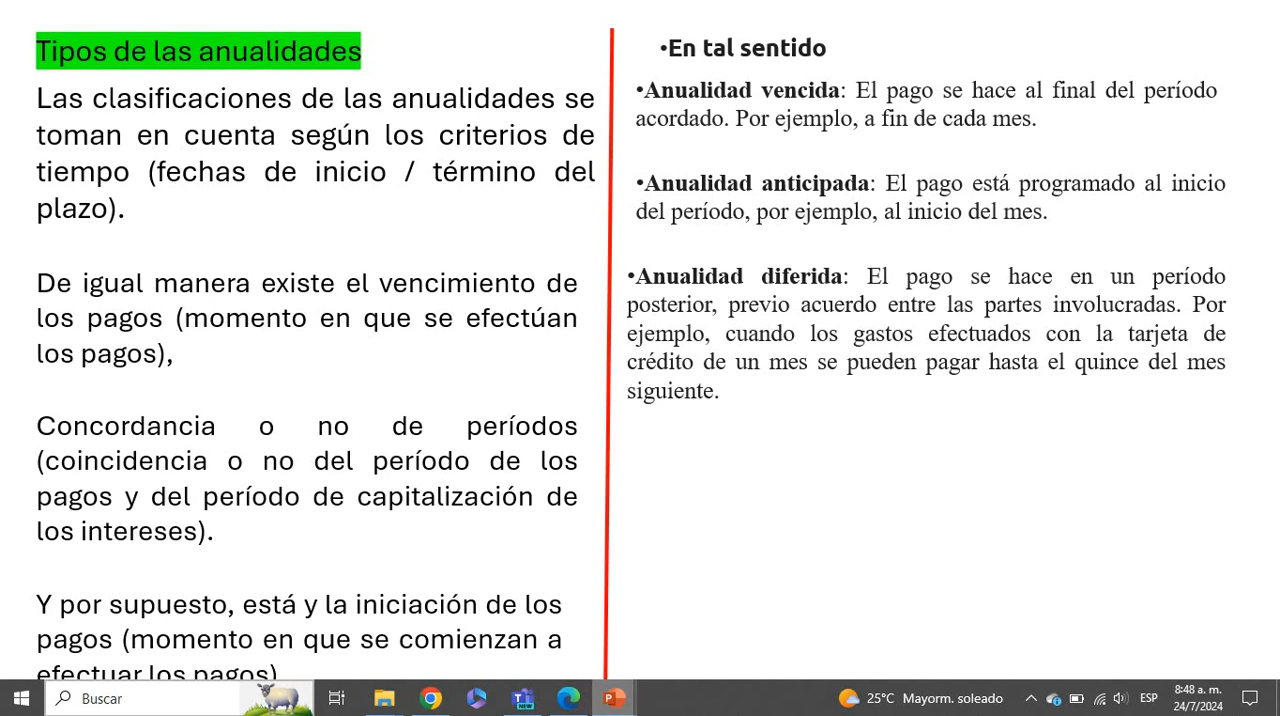 Tipos de las anualidades
Las clasificaciones de las anualidades se
toman en cuenta según los criterios de
tiempo (fechas de inicio / término del
plazo).
De igual manera existe el vencimiento de
los pagos (momento en que se efectúan
los pagos),
Concordancia o no de períodos
(coincidencia o no del período de los
pagos y del período de capitalización de
los intereses).
Y por supuesto, está y la iniciación de los
pagos (momento en que se comienzan a
efectuar los pagos)
•En tal sentido
•Anualidad vencida: El pago se hace al final del período
acordado. Por ejemplo, a fin de cada mes.
•Anualidad anticipada: El pago está programado al inicio
del período, por ejemplo, al inicio del mes.
•Anualidad diferida: El pago se hace en un período
posterior, previo acuerdo entre las partes involucradas. Por
ejemplo, cuando los gastos efectuados con la tarjeta de
crédito de un mes se pueden pagar hasta el quince del mes
siguiente.
Buscar
NEW
25°C Mayorm. soleado
ESP
8:48 a. m.
24/7/2024